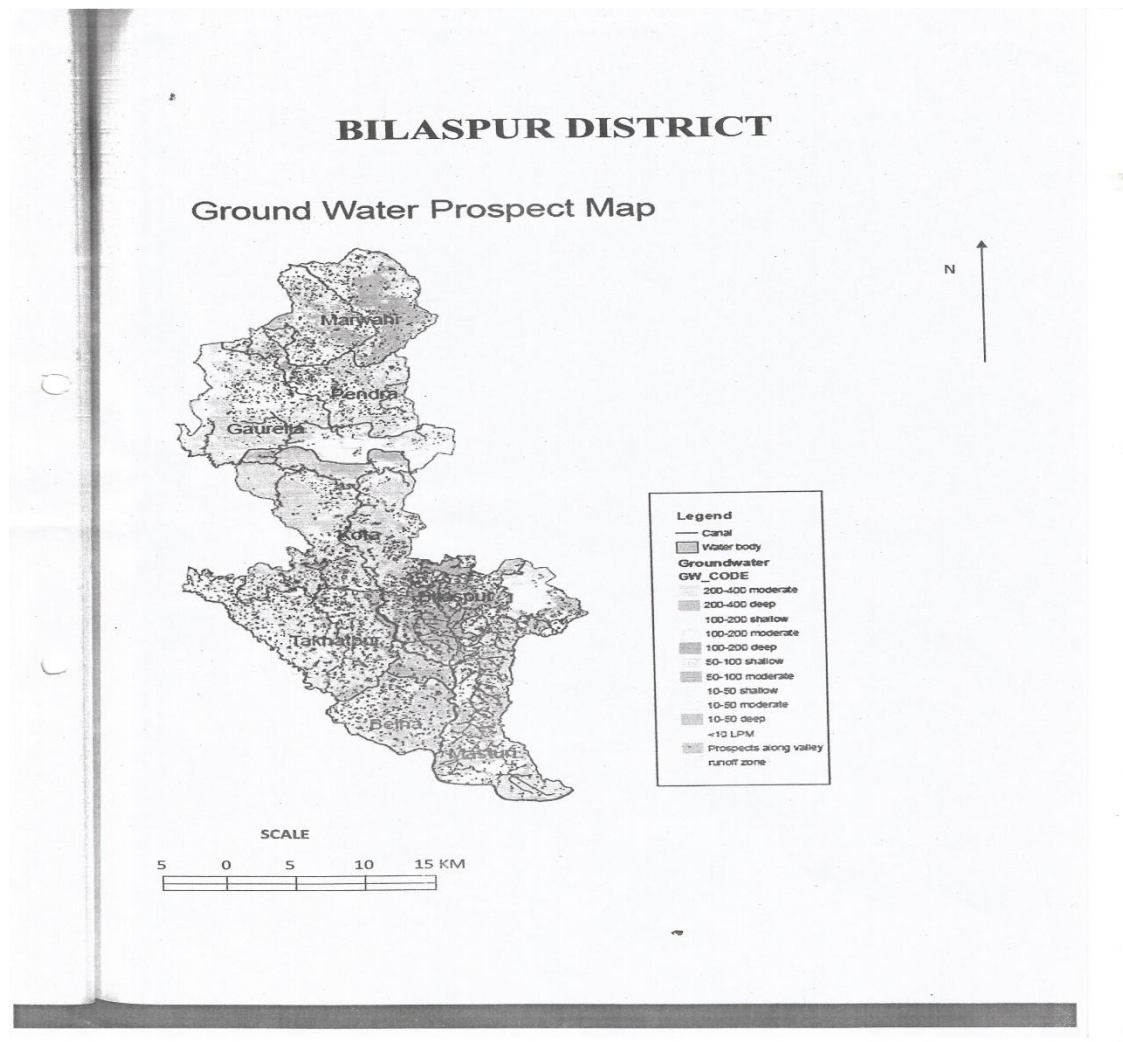 BILASPUR DISTRICT
Ground Water Prospect Map
N
Marwahi
Pendra
Gaurella
Kota
Bilaspur
Takhatpur
Belha
Masturi
Legend
Canal
Water body
Groundwater
GW_CODE
200-400 moderate
200-400 deep
100-200 shallow
100-200 moderate
100-200 deep
50-100 shallow
50-100 moderate
10-50 shallow
10-50 moderate
10-50 deep
<10 LPM
Prospects along valley
runoff zone
SCALE
5 0 5 10 15 KM